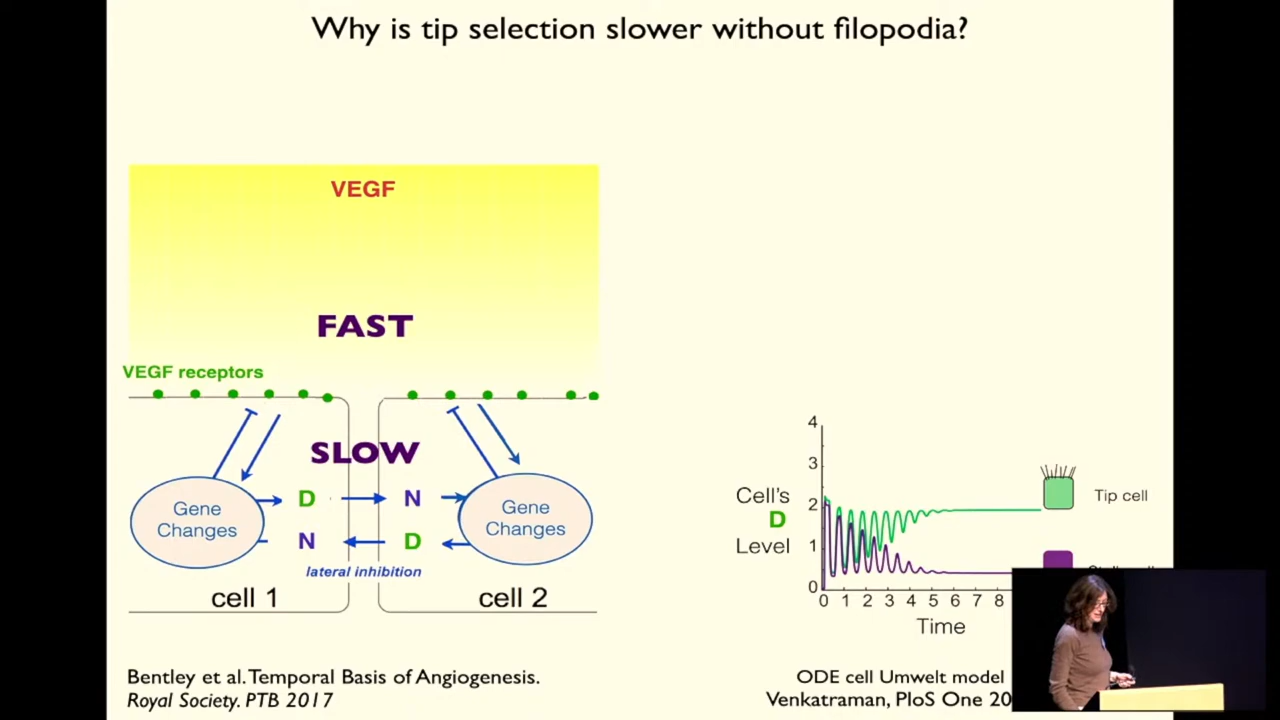 Why is tip selection slower without filopodia?
VEGF
FAST
VEGF receptors
SLOW
Gene
Changes
D
N
Gene
Changes
N
D
lateral inhibition
cell 1
cell 2
Bentley et al. Temporal Basis of Angiogenesis.
Royal Society. PTB 2017
4
3
2
1
0
Cell's
D
Level
0 1 2 3 4 5 6 7 8
Time
Tip cell
ODE cell Umwelt model
Venkatraman, PloS One